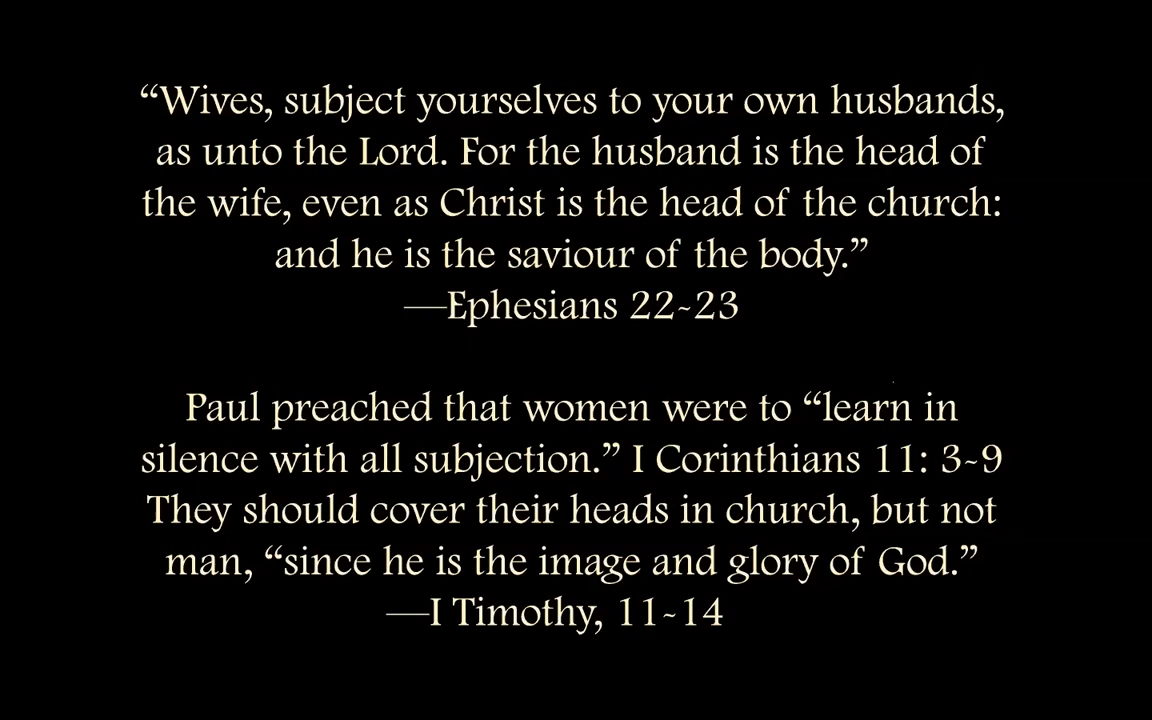 “Wives, subject yourselves to your own husbands,
as unto the Lord. For the husband is the head of
the wife, even as Christ is the head of the church:
and he is the saviour of the body.”
—Ephesians 22-23
Paul preached that women were to “learn in
silence with all subjection.” I Corinthians 11: 3-9
They should cover their heads in church, but not
man, “since he is the image and glory of God.”
—I Timothy, 11-14